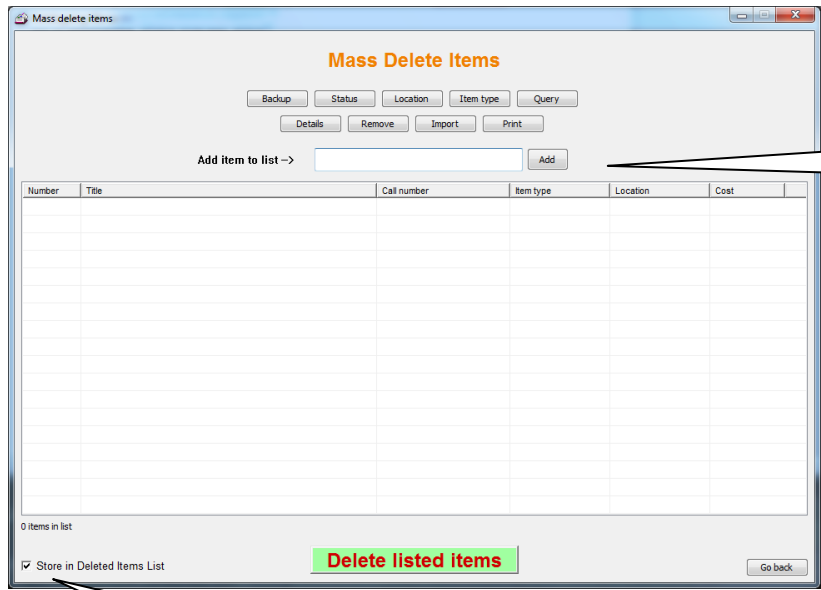 Mass delete items
Mass Delete Items
Backup Status Location Item type Query
Details Remove Import Print
Add item to list --> Add
Number Title Call number Item type Location Cost
0 items in list
Delete listed items
Store in Deleted Items List
Go back